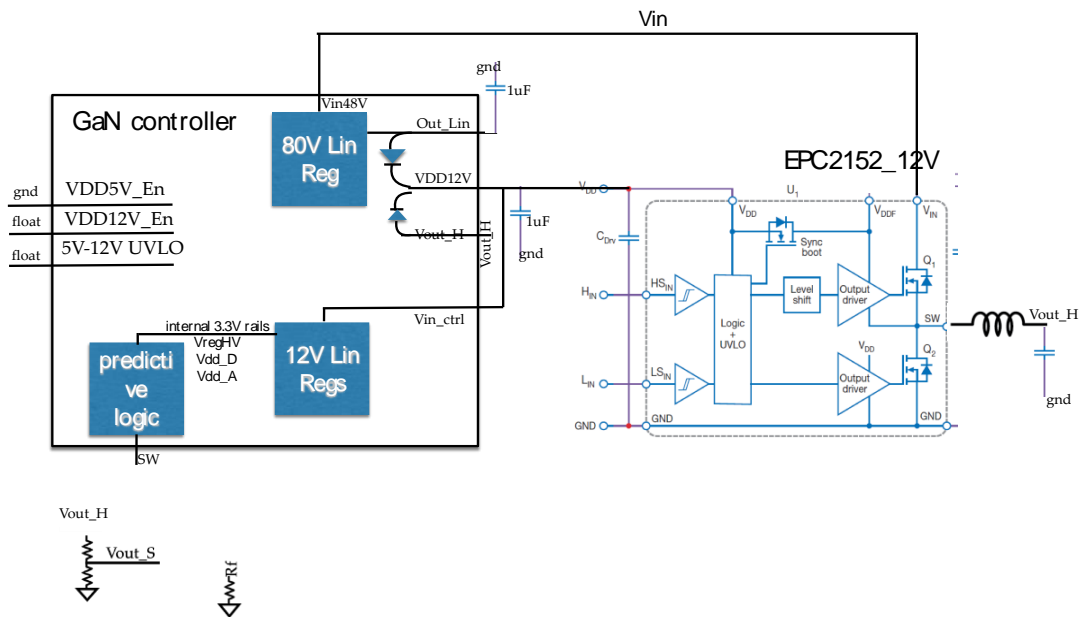 Vin
gnd
1uF
Vin48V
GaN controller
Out_Lin
80V Lin
Reg
EPC2152_12V
VDD12V
gnd
VDD5V_En
float
VDD12V_En
float
5V-12V UVLO
Vout_H
Vout_H
1uF
gnd
VDD
U1
VDD
VDDF
VIN
CDrv
Sync
boot
Q1
HIN
HSIN
Level
shift
Output
driver
Vin_ctrl
SW
Vout_H
internal 3.3V rails
VregHV
Vdd_D
Vdd_A
12V Lin
Regs
Logic
+
UVLO
VDD
Q2
predicti
ve
logic
LIN
LSIN
Output
driver
gnd
GND
GND
GND
SW
Vout_H
Vout_S
Rf